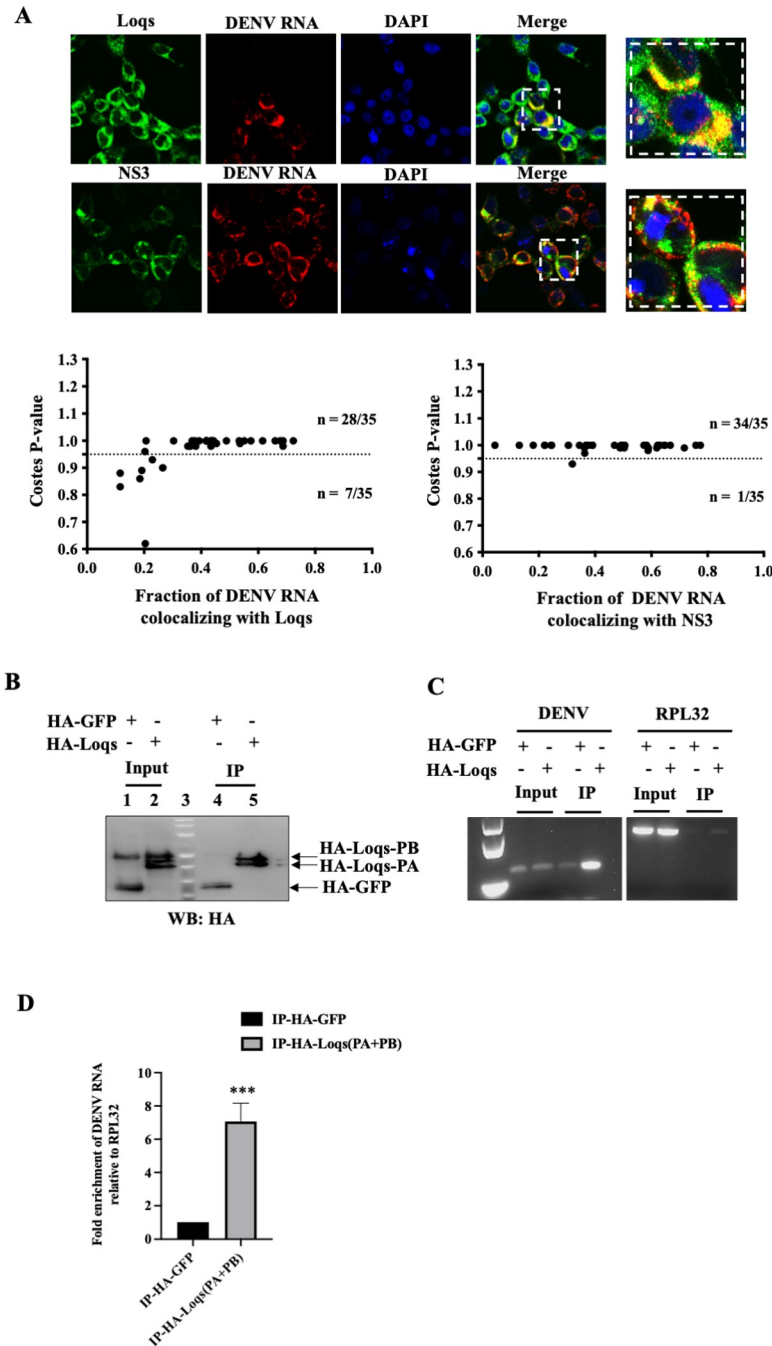 A
Loqs DENV RNA DAPI Merge
NS3 DENV RNA DAPI Merge
Costes P-value
1.3
1.2
1.1
1.0
0.9
0.8
0.7
0.6
n = 28/35
n = 7/35
0.0 0.2 0.4 0.6 0.8 1.0
Fraction of DENV RNA
colocalizing with Loqs
Costes P-value
1.3
1.2
1.1
1.0
0.9
0.8
0.7
0.6
n = 34/35
n = 1/35
0.0 0.2 0.4 0.6 0.8 1.0
Fraction of DENV RNA
colocalizing with NS3
B
HA-GFP + - + -
HA-Loqs - + - +
Input IP
1 2 3 4 5
HA-Loqs-PB
HA-Loqs-PA
HA-GFP
WB: HA
C
DENV RPL32
HA-GFP + - + - + - + -
HA-Loqs - + - + - + - +
Input IP Input IP
D
IP-HA-GFP
IP-HA-Loqs(PA+PB)
Fold enrichment of DENV RNA
relative to RPL32
10
8
6
4
2
0
***
IP-HA-GFP
IP-HA-Loqs(PA+PB)